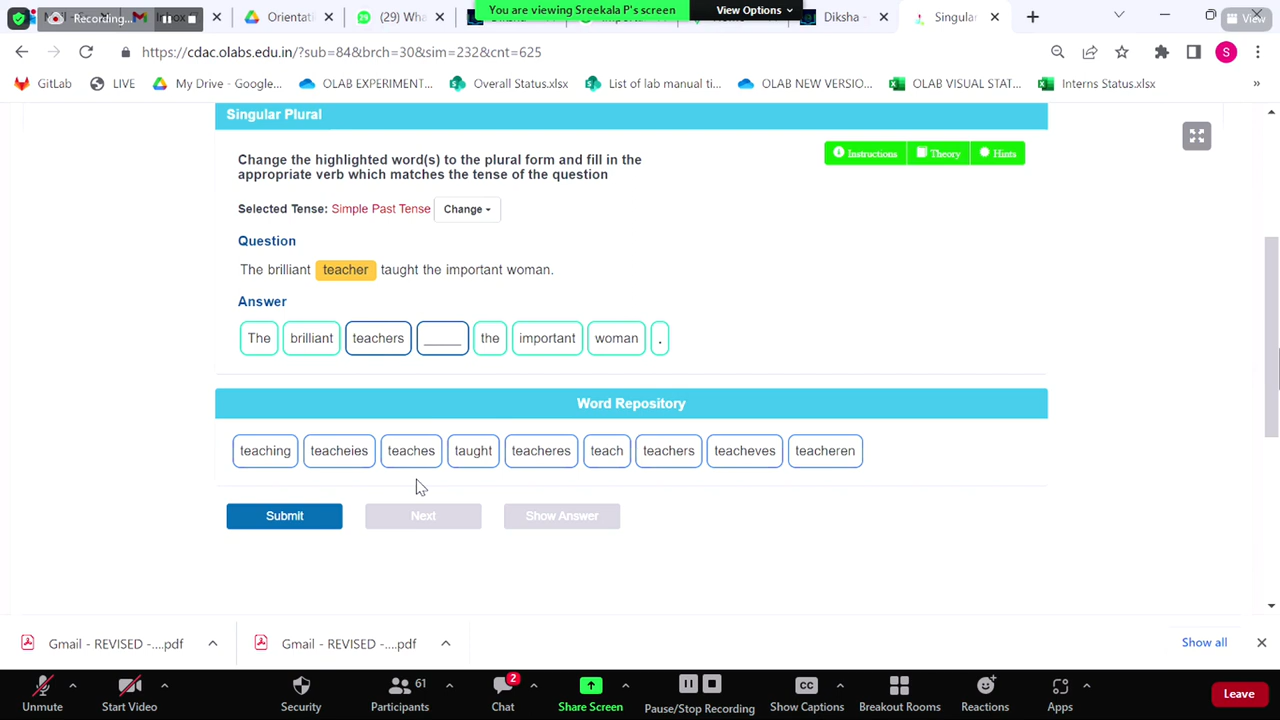 Recording...
You are viewing Sreekala P's screen
View Options
View
Inbox
Orientati
(29) Wha
Diksha -
Singular
https://cdac.olabs.edu.in/?sub=84&brch=30&sim=232&cnt=625
S
GitLab
LIVE
My Drive - Google...
OLAB EXPERIMENT...
Overall Status.xlsx
List of lab manual ti...
OLAB NEW VERSIO...
OLAB VISUAL STAT...
Interns Status.xlsx
»
Singular Plural
Change the highlighted word(s) to the plural form and fill in the
appropriate verb which matches the tense of the question
Instructions
Theory
Hints
Selected Tense: Simple Past Tense Change
Question
The brilliant teacher taught the important woman.
Answer
The brilliant teachers _____ the important woman .
Word Repository
teaching teacheies teaches taught teacheres teach teachers teacheves teacheren
Submit Next Show Answer
Gmail - REVISED -....pdf
Gmail - REVISED -....pdf
Show all
61
2
Unmute
Start Video
Security
Participants
Chat
Share Screen
Pause/Stop Recording
CC
Show Captions
Breakout Rooms
Reactions
Apps
Leave